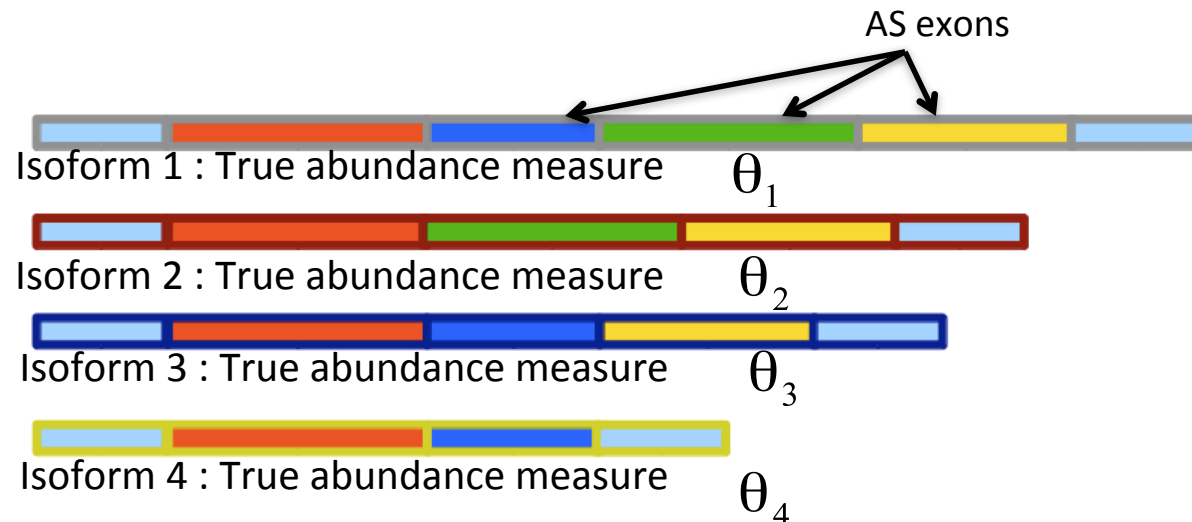 AS exons
Isoform 1 : True abundance measure θ₁
Isoform 2 : True abundance measure θ₂
Isoform 3 : True abundance measure θ₃
Isoform 4 : True abundance measure θ₄